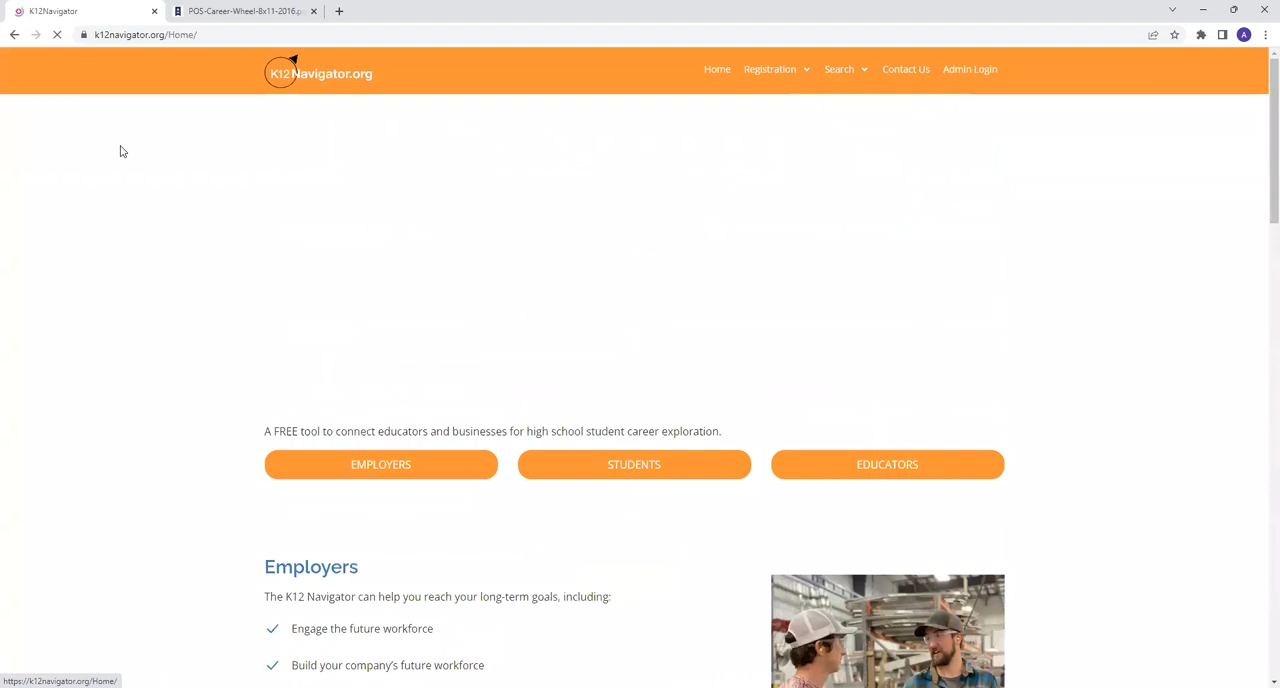 K12Navigator
POS-Career-Wheel-8x11-2016.p
k12navigator.org/Home/
A
K12Navigator.org
Home Registration Search Contact Us Admin Login
A FREE tool to connect educators and businesses for high school student career exploration.
EMPLOYERS STUDENTS EDUCATORS
Employers
The K12 Navigator can help you reach your long-term goals, including:
Engage the future workforce
Build your company's future workforce
https://k12navigator.org/Home/